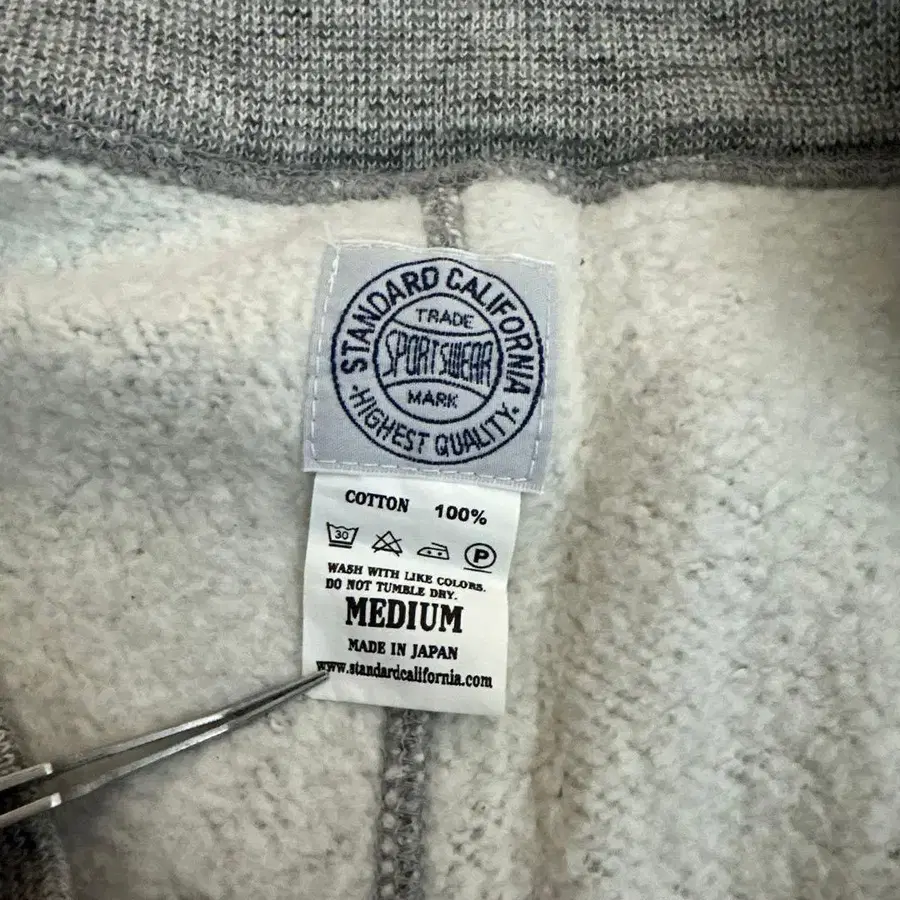 STANDARD CALIFORNIA
TRADE
SPORTSWEAR
MARK
·HIGHEST QUALITY·
COTTON 100%
30
P
WASH WITH LIKE COLORS.
DO NOT TUMBLE DRY.
MEDIUM
MADE IN JAPAN
www.standardcalifornia.com